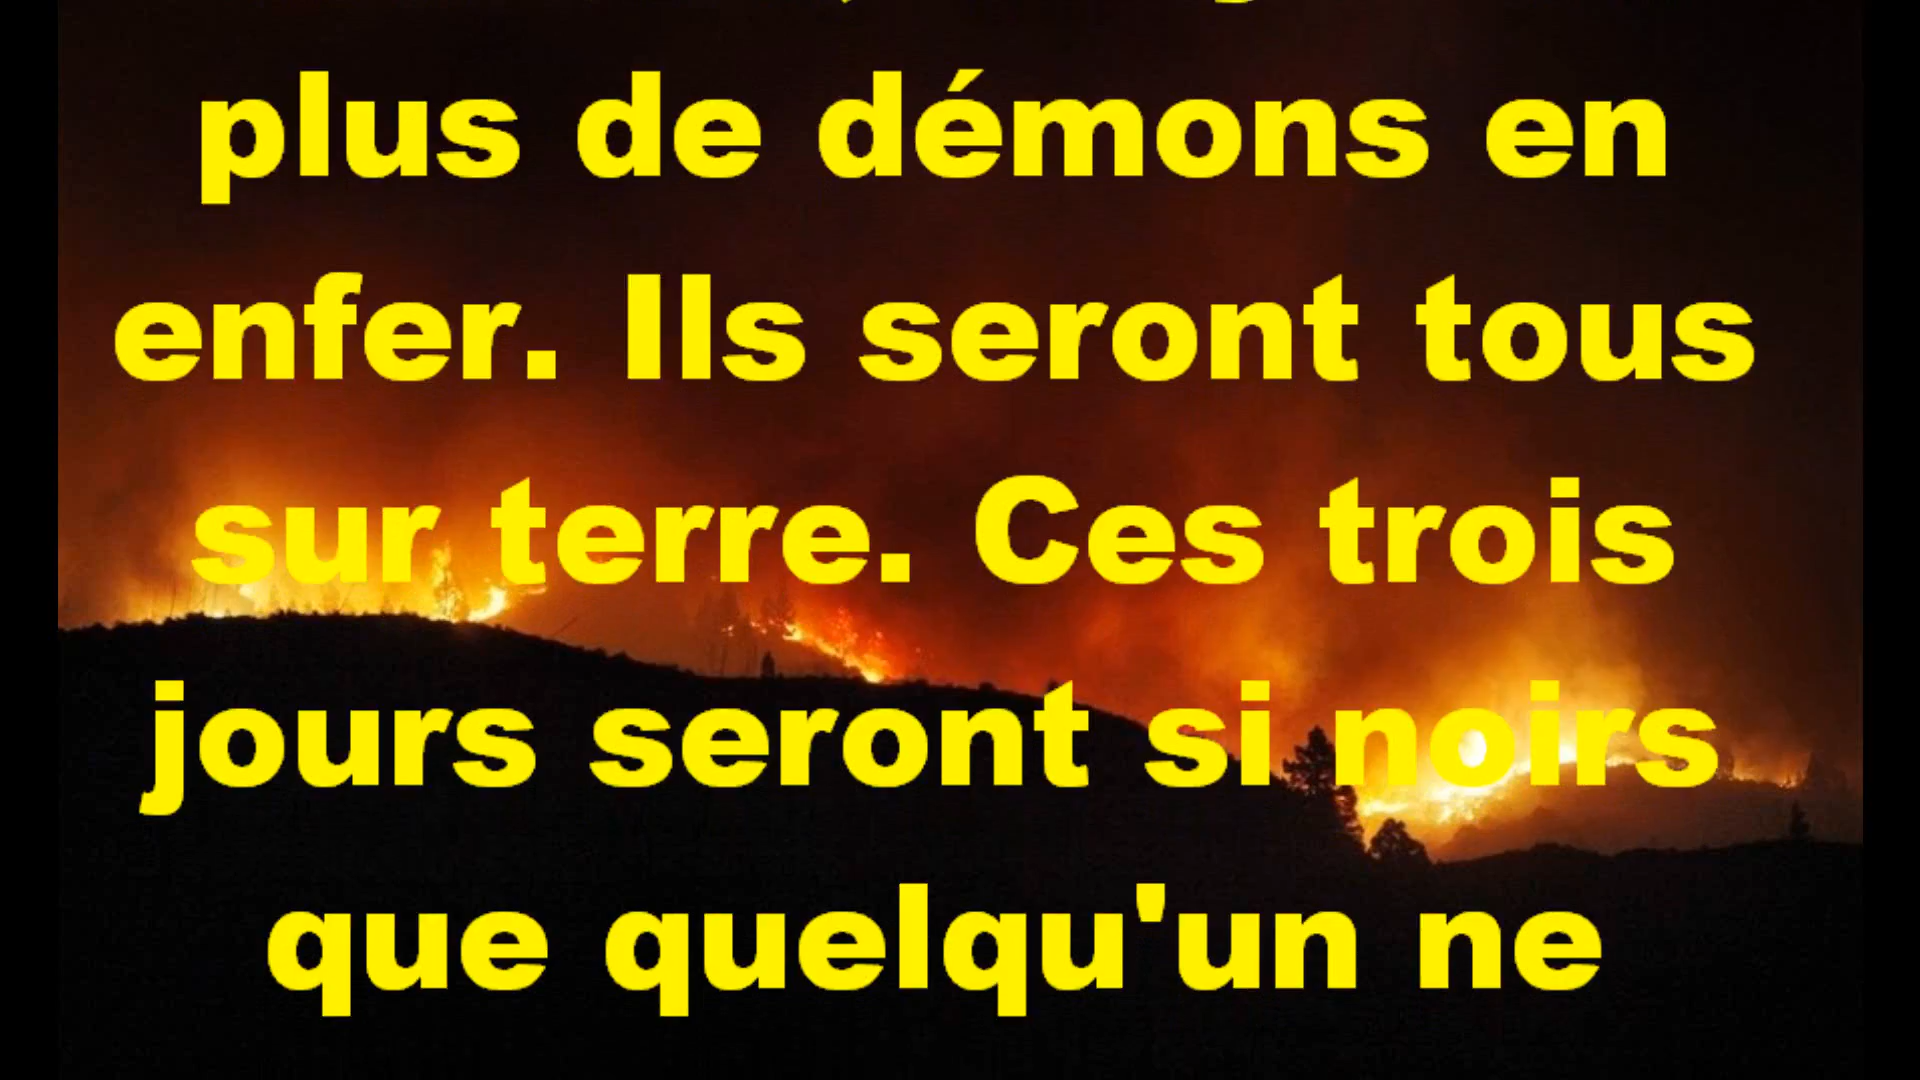 plus de démons en
enfer. Ils seront tous
sur terre. Ces trois
jours seront si noirs
que quelqu'un ne